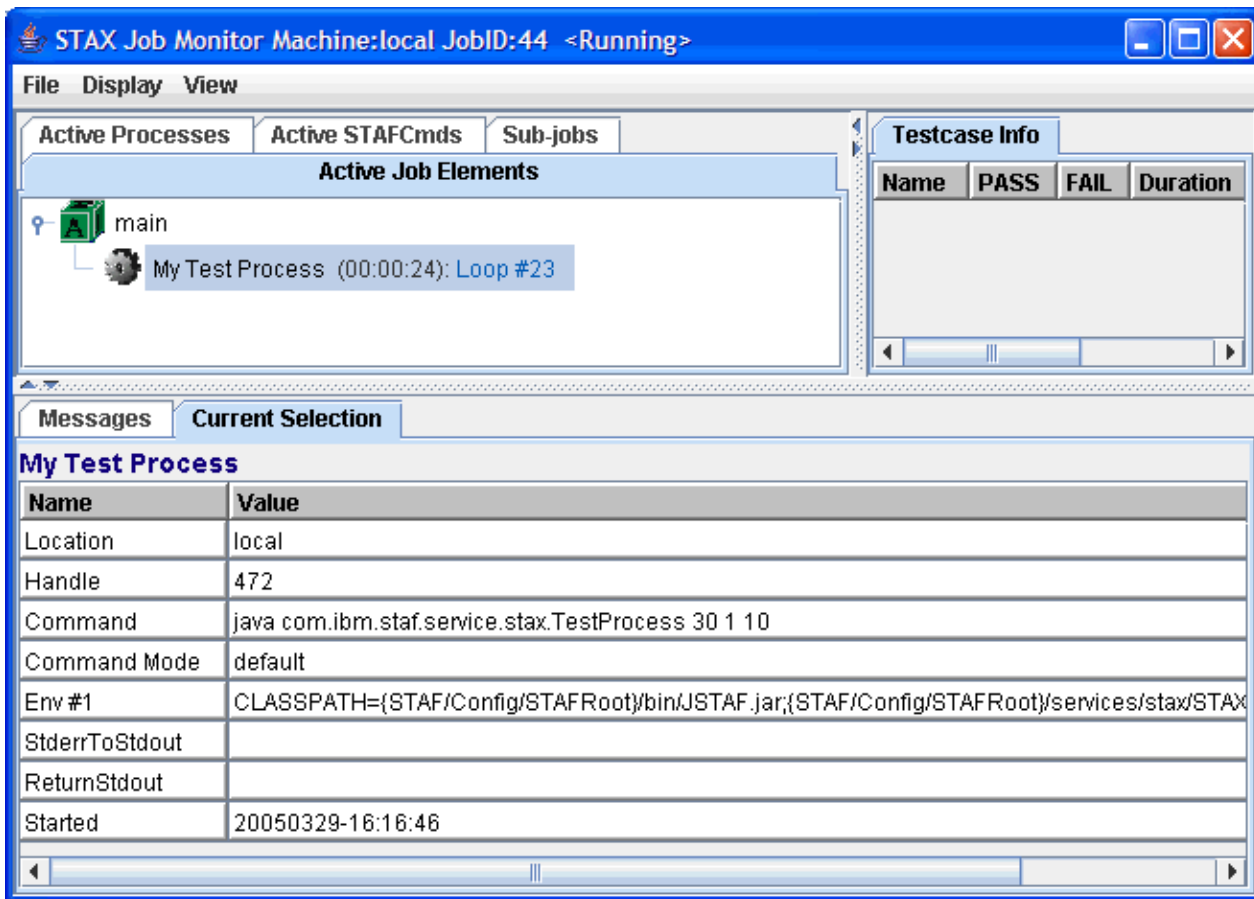 STAX Job Monitor Machine:local JobID:44 <Running>
File Display View
Active Processes Active STAFCmds Sub-jobs
Active Job Elements
A main
My Test Process (00:00:24): Loop #23
Testcase Info
Name PASS FAIL Duration
Messages Current Selection
My Test Process
Name Value
Location local
Handle 472
Command java com.ibm.staf.service.stax.TestProcess 30 1 10
Command Mode default
Env #1 CLASSPATH={STAF/Config/STAFRoot}/bin/JSTAF.jar;{STAF/Config/STAFRoot}/services/stax/STAX
StderrToStdout
ReturnStdout
Started 20050329-16:16:46